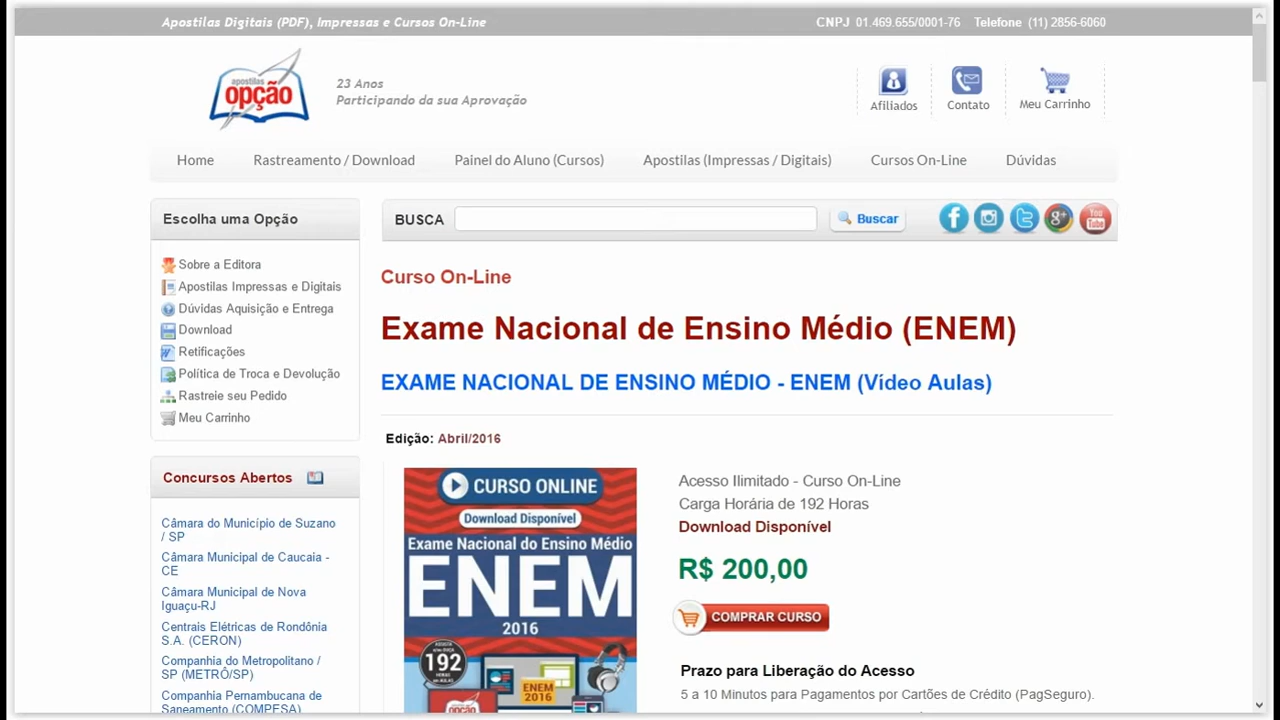 Apostilas Digitais (PDF), Impressas e Cursos On-Line
CNPJ 01.469.655/0001-76 Telefone (11) 2856-6060
apostilas
opção
23 Anos
Participando da sua Aprovação
Afiliados
Contato
Meu Carrinho
Home
Rastreamento / Download
Painel do Aluno (Cursos)
Apostilas (Impressas / Digitais)
Cursos On-Line
Dúvidas
Escolha uma Opção
Sobre a Editora
Apostilas Impressas e Digitais
Dúvidas Aquisição e Entrega
Download
Retificações
Política de Troca e Devolução
Rastreie seu Pedido
Meu Carrinho
Concursos Abertos
Câmara do Município de Suzano
/ SP
Câmara Municipal de Caucaia -
CE
Câmara Municipal de Nova
Iguaçu-RJ
Centrais Elétricas de Rondônia
S.A. (CERON)
Companhia do Metropolitano /
SP (METRÔ/SP)
Companhia Pernambucana de
Saneamento (COMPESA)
BUSCA
Buscar
You
Tube
Curso On-Line
Exame Nacional de Ensino Médio (ENEM)
EXAME NACIONAL DE ENSINO MÉDIO - ENEM (Vídeo Aulas)
Edição: Abril/2016
CURSO ONLINE
Download Disponível
Exame Nacional do Ensino Médio
ENEM
2016
192
ENEM
2016
opção
Acesso Ilimitado - Curso On-Line
Carga Horária de 192 Horas
Download Disponível
R$ 200,00
COMPRAR CURSO
Prazo para Liberação do Acesso
5 a 10 Minutos para Pagamentos por Cartões de Crédito (PagSeguro).